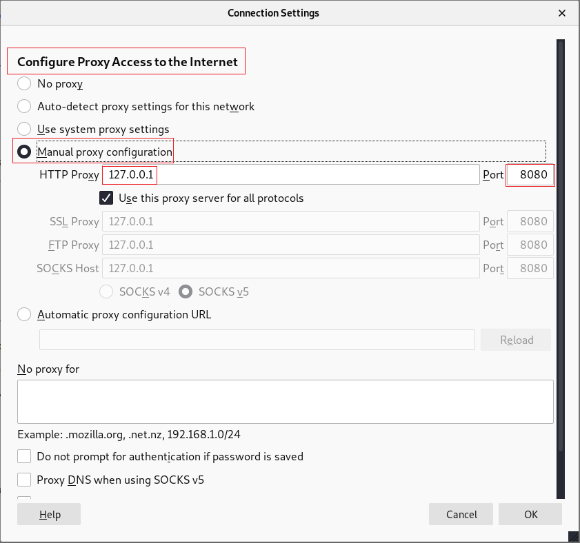 Connection Settings
Configure Proxy Access to the Internet
No proxy
Auto-detect proxy settings for this network
Use system proxy settings
Manual proxy configuration
HTTP Proxy 127.0.0.1 Port 8080
Use this proxy server for all protocols
SSL Proxy 127.0.0.1 Port 8080
FTP Proxy 127.0.0.1 Port 8080
SOCKS Host 127.0.0.1 Port 8080
SOCKS v4 SOCKS v5
Automatic proxy configuration URL
Reload
No proxy for
Example: .mozilla.org, .net.nz, 192.168.1.0/24
Do not prompt for authentication if password is saved
Proxy DNS when using SOCKS v5
Help Cancel OK